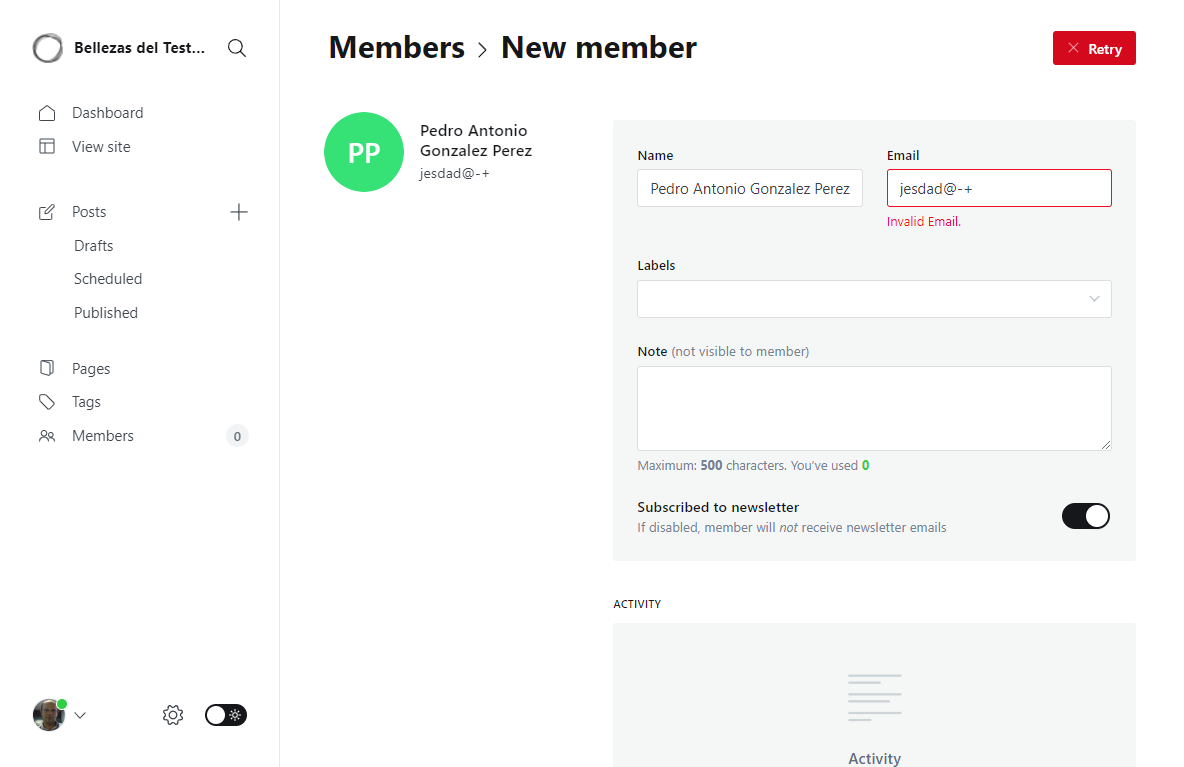 Bellezas del Test...
Dashboard
View site
Posts
Drafts
Scheduled
Published
Pages
Tags
Members
0
Members > New member
Retry
PP
Pedro Antonio
Gonzalez Perez
jesdad@-+
Name
Pedro Antonio Gonzalez Perez
Email
jesdad@-+
Invalid Email.
Labels
Note (not visible to member)
Maximum: 500 characters. You've used 0
Subscribed to newsletter
If disabled, member will not receive newsletter emails
ACTIVITY
Activity